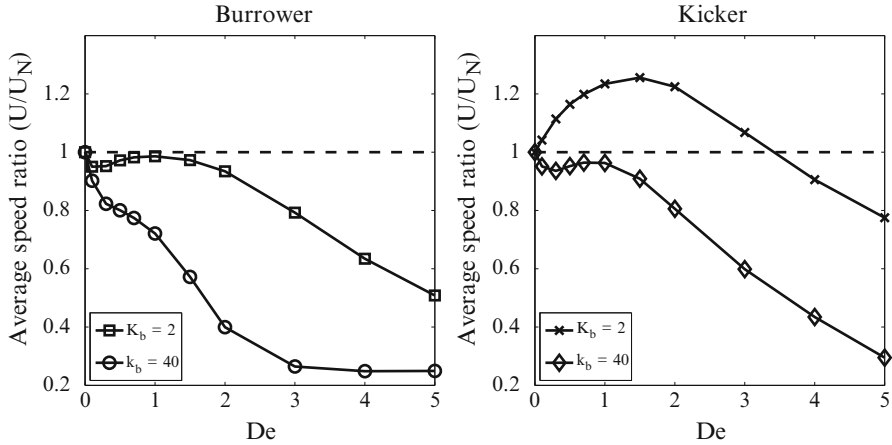 Burrower
Average speed ratio (U/U_N)
1.2
1
0.8
0.6
0.4
0.2
K_b = 2
k_b = 40
0 1 2 3 4 5
De
Kicker
Average speed ratio (U/U_N)
1.2
1
0.8
0.6
0.4
0.2
K_b = 2
k_b = 40
0 1 2 3 4 5
De